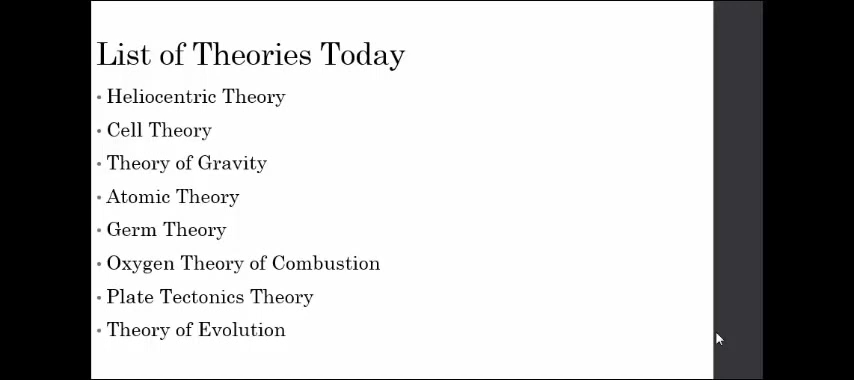 List of Theories Today
• Heliocentric Theory
• Cell Theory
• Theory of Gravity
• Atomic Theory
• Germ Theory
• Oxygen Theory of Combustion
• Plate Tectonics Theory
• Theory of Evolution